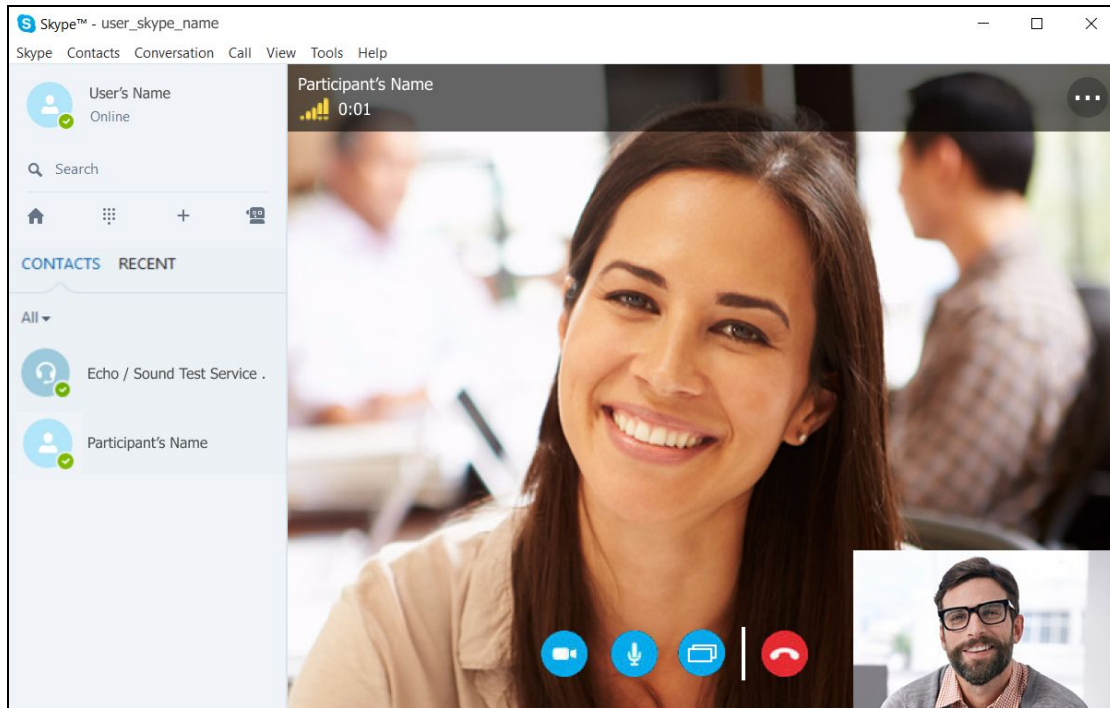 Skype™ - user_skype_name
Skype Contacts Conversation Call View Tools Help
User's Name
Online
Search
CONTACTS RECENT
All
Echo / Sound Test Service .
Participant's Name
Participant's Name
0:01